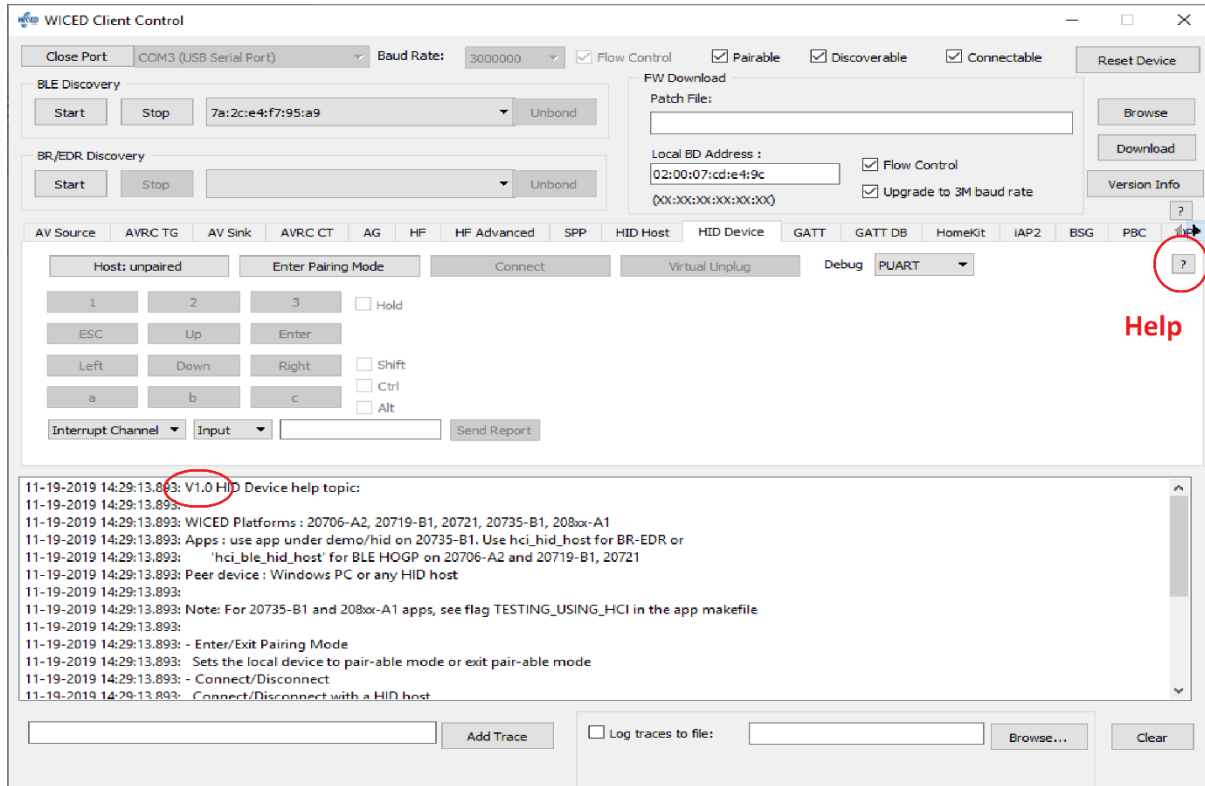 WICED Client Control
Close Port COM3 (USB Serial Port) Baud Rate: 3000000 Flow Control Pairable Discoverable Connectable Reset Device
BLE Discovery
Start Stop 7a:2c:e4:f7:95:a9 Unbond
FW Download
Patch File:
Browse
BR/EDR Discovery
Start Stop Unbond
Local BD Address :
02:00:07:cd:e4:9c
(XX:XX:XX:XX:XX:XX)
Flow Control
Upgrade to 3M baud rate
Download
Version Info
?
AV Source AVRC TG AV Sink AVRC CT AG HF HF Advanced SPP HID Host HID Device GATT GATT DB HomeKit iAP2 BSG PBC
Host: unpaired Enter Pairing Mode Connect Virtual Unplug Debug PUART ?
Help
1 2 3 Hold
ESC Up Enter
Left Down Right Shift
Ctrl
a b c Alt
Interrupt Channel Input Send Report
11-19-2019 14:29:13.893: V1.0 HID Device help topic:
11-19-2019 14:29:13.893:
11-19-2019 14:29:13.893: WICED Platforms : 20706-A2, 20719-B1, 20721, 20735-B1, 208xx-A1
11-19-2019 14:29:13.893: Apps : use app under demo/hid on 20735-B1. Use hci_hid_host for BR-EDR or
11-19-2019 14:29:13.893: 'hci_ble_hid_host' for BLE HOGP on 20706-A2 and 20719-B1, 20721
11-19-2019 14:29:13.893: Peer device : Windows PC or any HID host
11-19-2019 14:29:13.893:
11-19-2019 14:29:13.893: Note: For 20735-B1 and 208xx-A1 apps, see flag TESTING_USING_HCI in the app makefile
11-19-2019 14:29:13.893:
11-19-2019 14:29:13.893: - Enter/Exit Pairing Mode
11-19-2019 14:29:13.893: Sets the local device to pair-able mode or exit pair-able mode
11-19-2019 14:29:13.893: - Connect/Disconnect
11-19-2019 14:29:13.893: Connect/Disconnect with a HID host
Add Trace Log traces to file: Browse... Clear